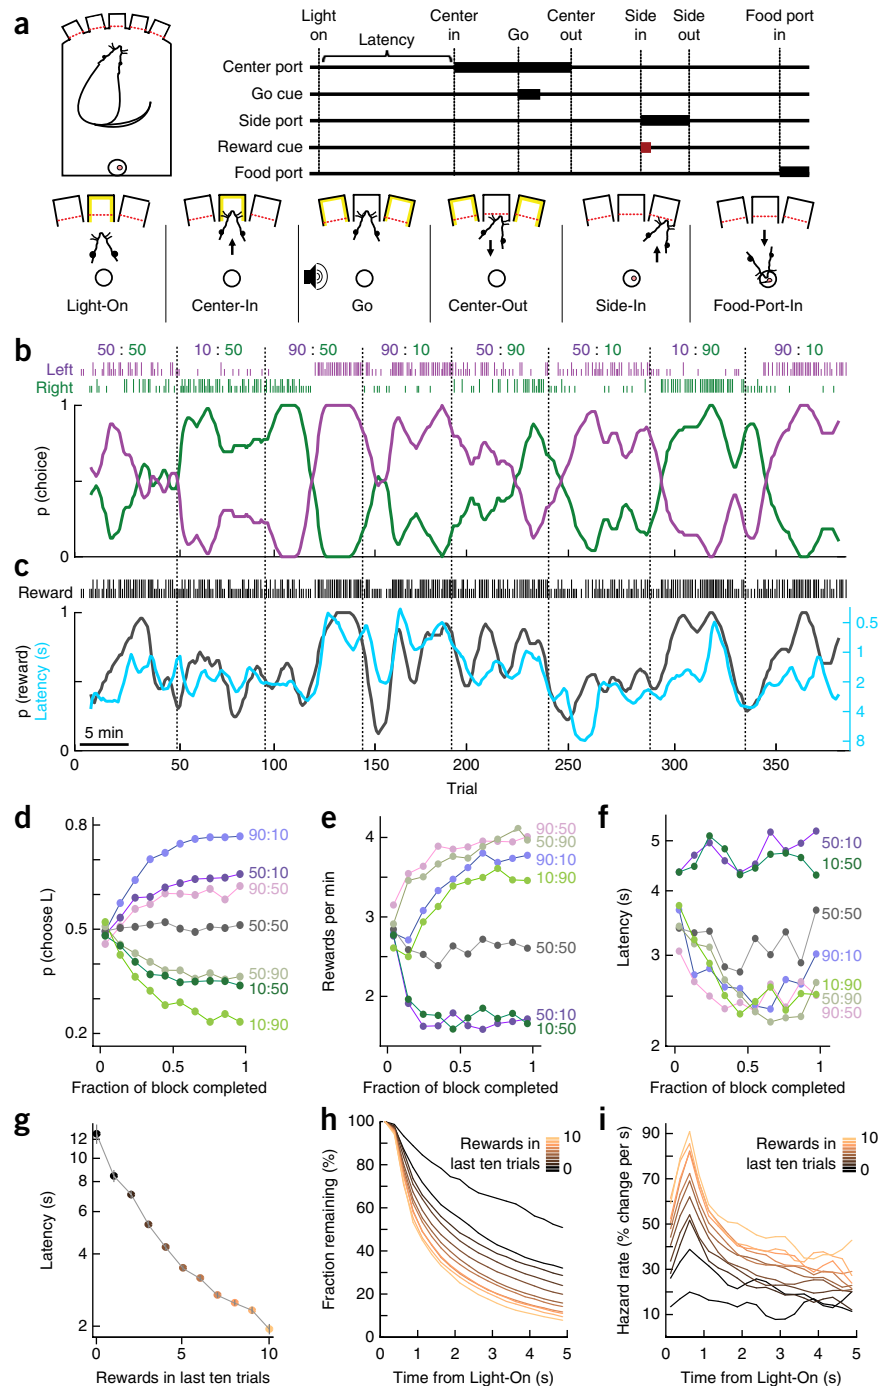 a
Light on
Center in
Go
Center out
Side in
Side out
Food port in
Latency
Center port
Go cue
Side port
Reward cue
Food port
Light-On
Center-In
Go
Center-Out
Side-In
Food-Port-In
b
50 : 50
10 : 50
90 : 50
90 : 10
50 : 90
50 : 10
10 : 90
90 : 10
Left
Right
1
p (choice)
0
c
Reward
1
p (reward)
Latency (s)
0
0.5
1
2
4
8
5 min
0
50
100
150
200
250
300
350
Trial
d
0.8
0.5
0.2
p (choose L)
90:10
50:10
90:50
50:50
50:90
10:50
10:90
0
0.5
1
Fraction of block completed
e
4
3
2
Rewards per min
90:50
50:90
90:10
10:90
50:50
50:10
10:50
0
0.5
1
Fraction of block completed
f
5
4
3
2
Latency (s)
50:10
10:50
50:50
90:10
10:90
50:90
90:50
0
0.5
1
Fraction of block completed
g
12
10
8
6
4
2
Latency (s)
0
5
10
Rewards in last ten trials
h
100
80
60
40
20
0
Fraction remaining (%)
Rewards in
last ten trials
10
0
0
1
2
3
4
5
Time from Light-On (s)
i
90
70
50
30
10
Hazard rate (% change per s)
Rewards in
last ten trials
10
0
0
1
2
3
4
5
Time from Light-On (s)